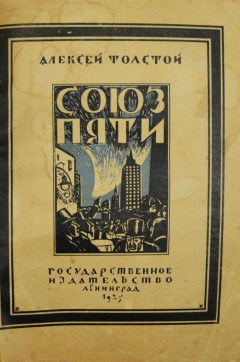 АЛЕКСЕЙ ТОЛСТОЙ
СОЮЗ
ПЯТИ
ГОСУДАРСТВЕННОЕ
ИЗДАТЕЛЬСТВО
ЛЕНИНГРАД
1925